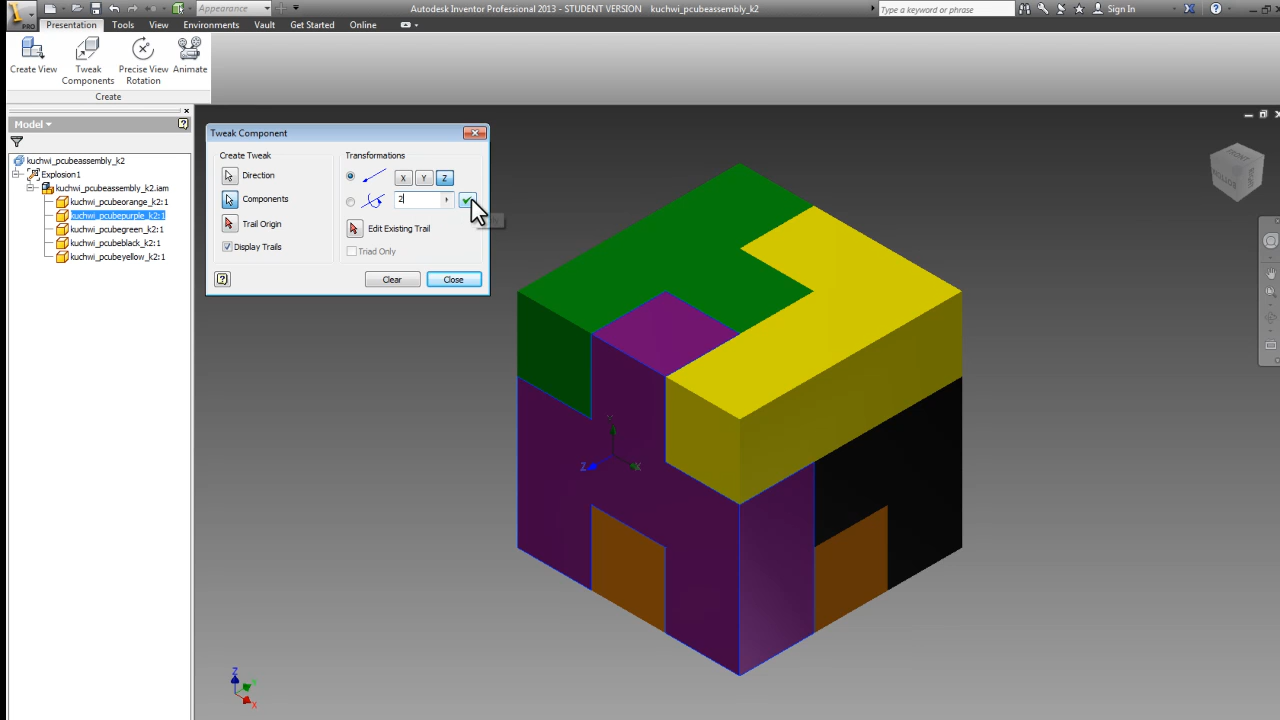 Appearance
Autodesk Inventor Professional 2013 - STUDENT VERSION kuchwi_pcubeassembly_k2
Type a keyword or phrase
Sign In
PRO
Presentation Tools View Environments Vault Get Started Online
Create View
Tweak Components
Precise View Rotation
Animate
Create
Model
kuchwi_pcubeassembly_k2
Explosion1
kuchwi_pcubeassembly_k2.iam
kuchwi_pcubeorange_k2:1
kuchwi_pcubepurple_k2:1
kuchwi_pcubegreen_k2:1
kuchwi_pcubeblack_k2:1
kuchwi_pcubeyellow_k2:1
Tweak Component
Create Tweak
Direction
Components
Trail Origin
Display Trails
Transformations
X Y Z
2
Edit Existing Trail
Triad Only
Clear
Close
FRONT
Z
X
Z
X